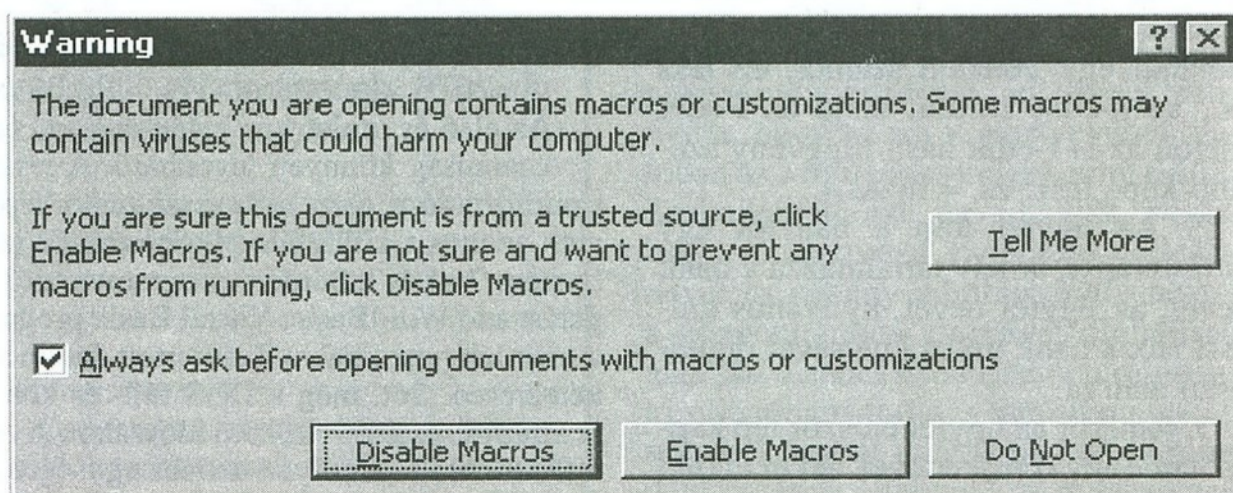 Warning
The document you are opening contains macros or customizations. Some macros may
contain viruses that could harm your computer.
If you are sure this document is from a trusted source, click
Enable Macros. If you are not sure and want to prevent any
macros from running, click Disable Macros.
Tell Me More
Always ask before opening documents with macros or customizations
Disable Macros
Enable Macros
Do Not Open